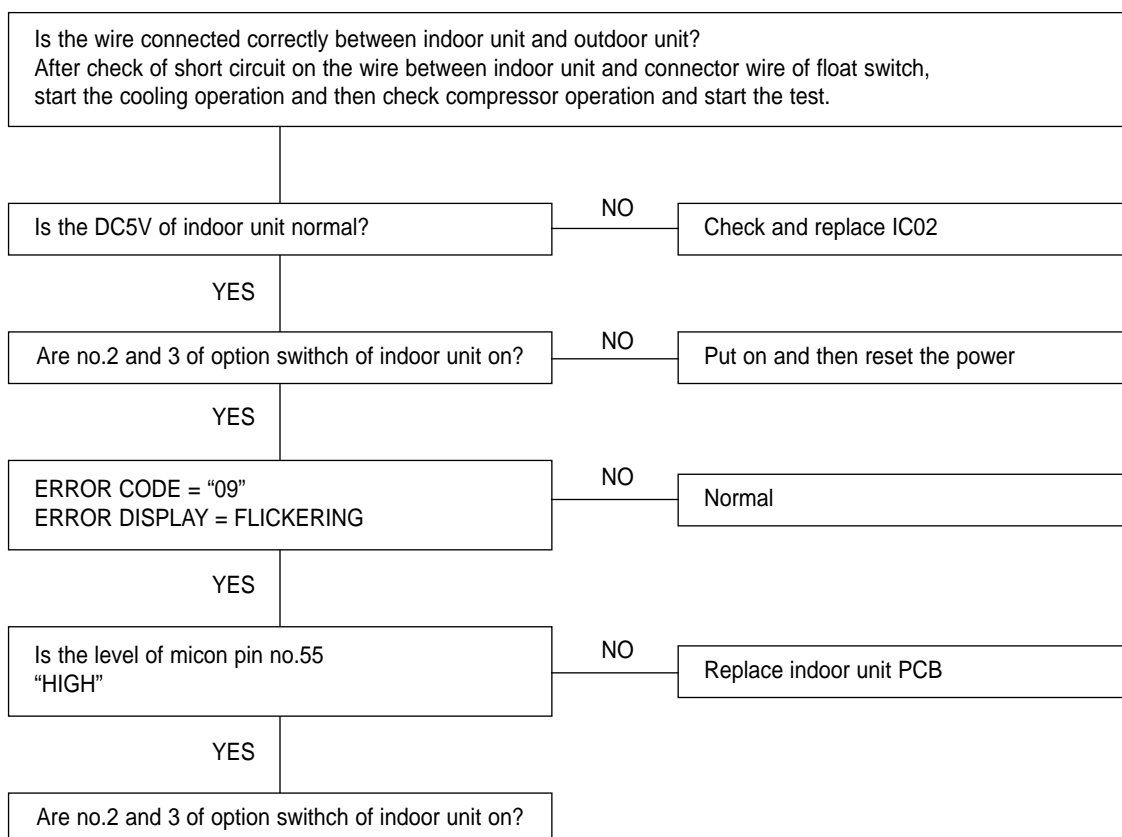 Is the wire connected correctly between indoor unit and outdoor unit?
After check of short circuit on the wire between indoor unit and connector wire of float switch,
start the cooling operation and then check compressor operation and start the test.
Is the DC5V of indoor unit normal?
NO
Check and replace IC02
YES
Are no.2 and 3 of option swithch of indoor unit on?
NO
Put on and then reset the power
YES
ERROR CODE = “09”
ERROR DISPLAY = FLICKERING
NO
Normal
YES
Is the level of micon pin no.55
“HIGH”
NO
Replace indoor unit PCB
YES
Are no.2 and 3 of option swithch of indoor unit on?